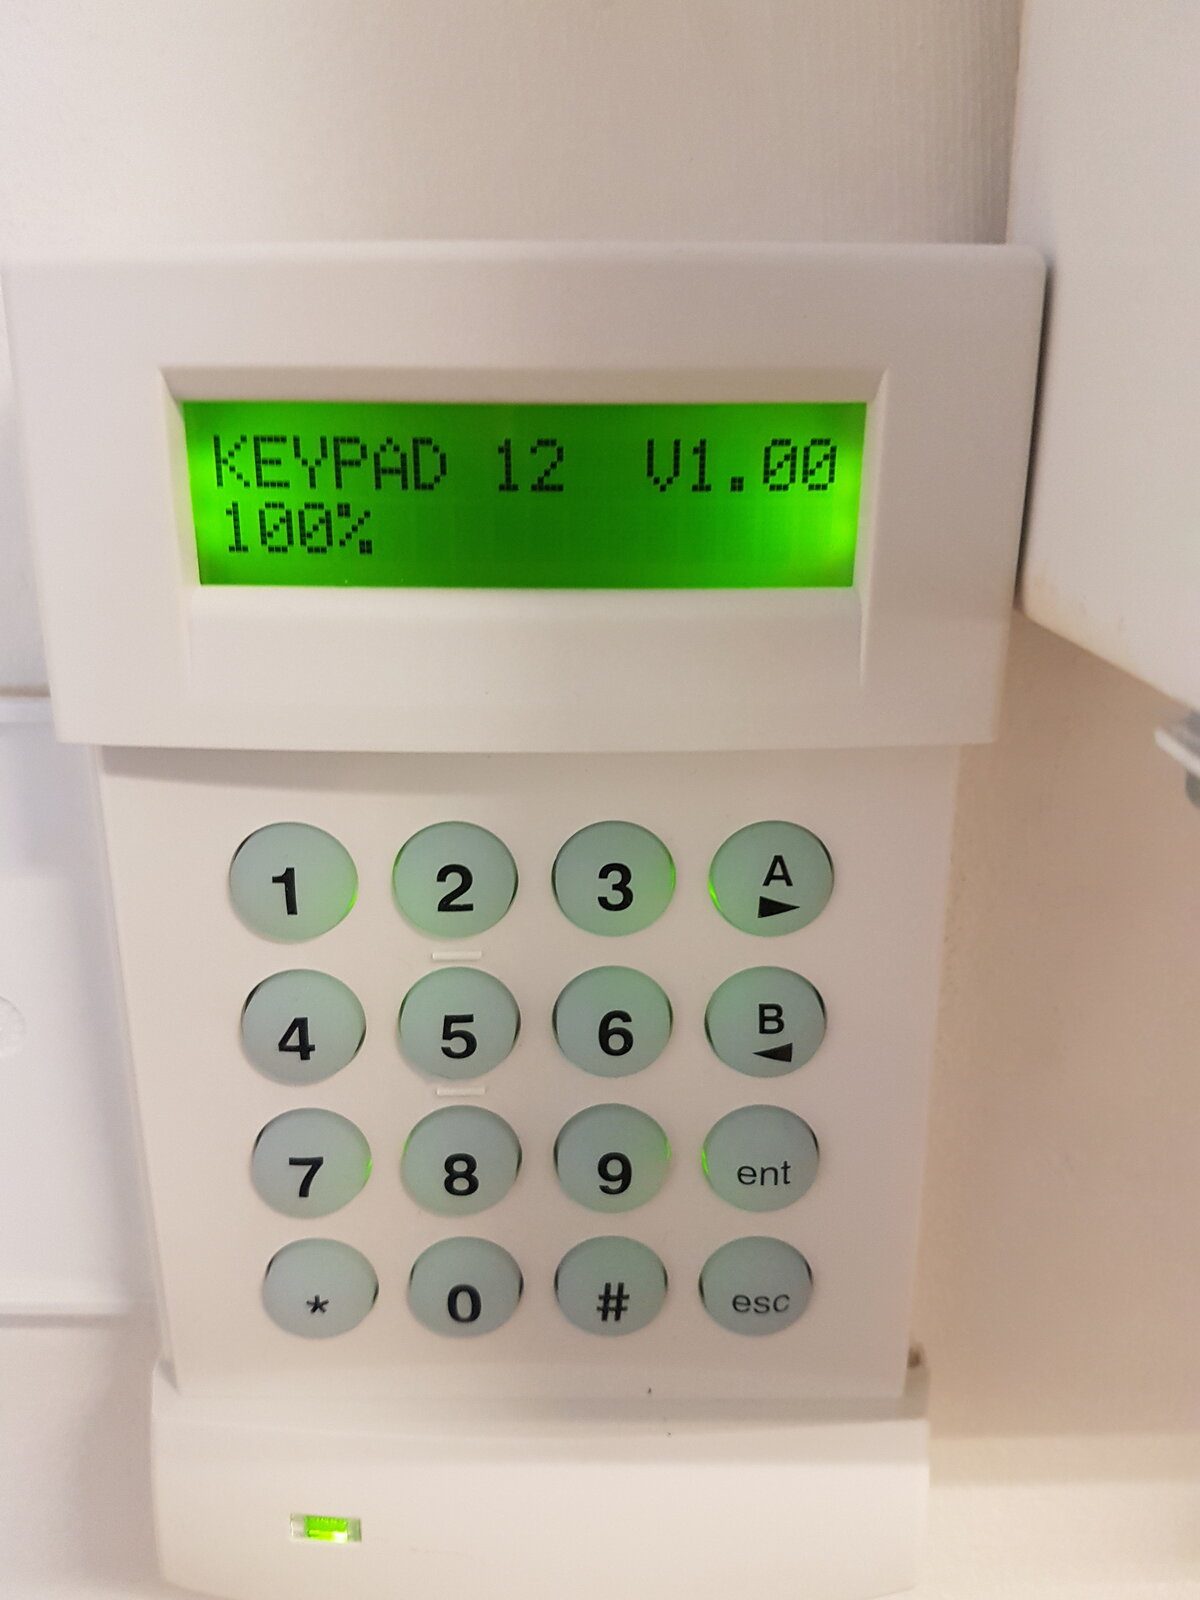 KEYPAD 12 V1.00
100%
1 2 3 A
4 5 6 B
7 8 9 ent
* 0 # esc